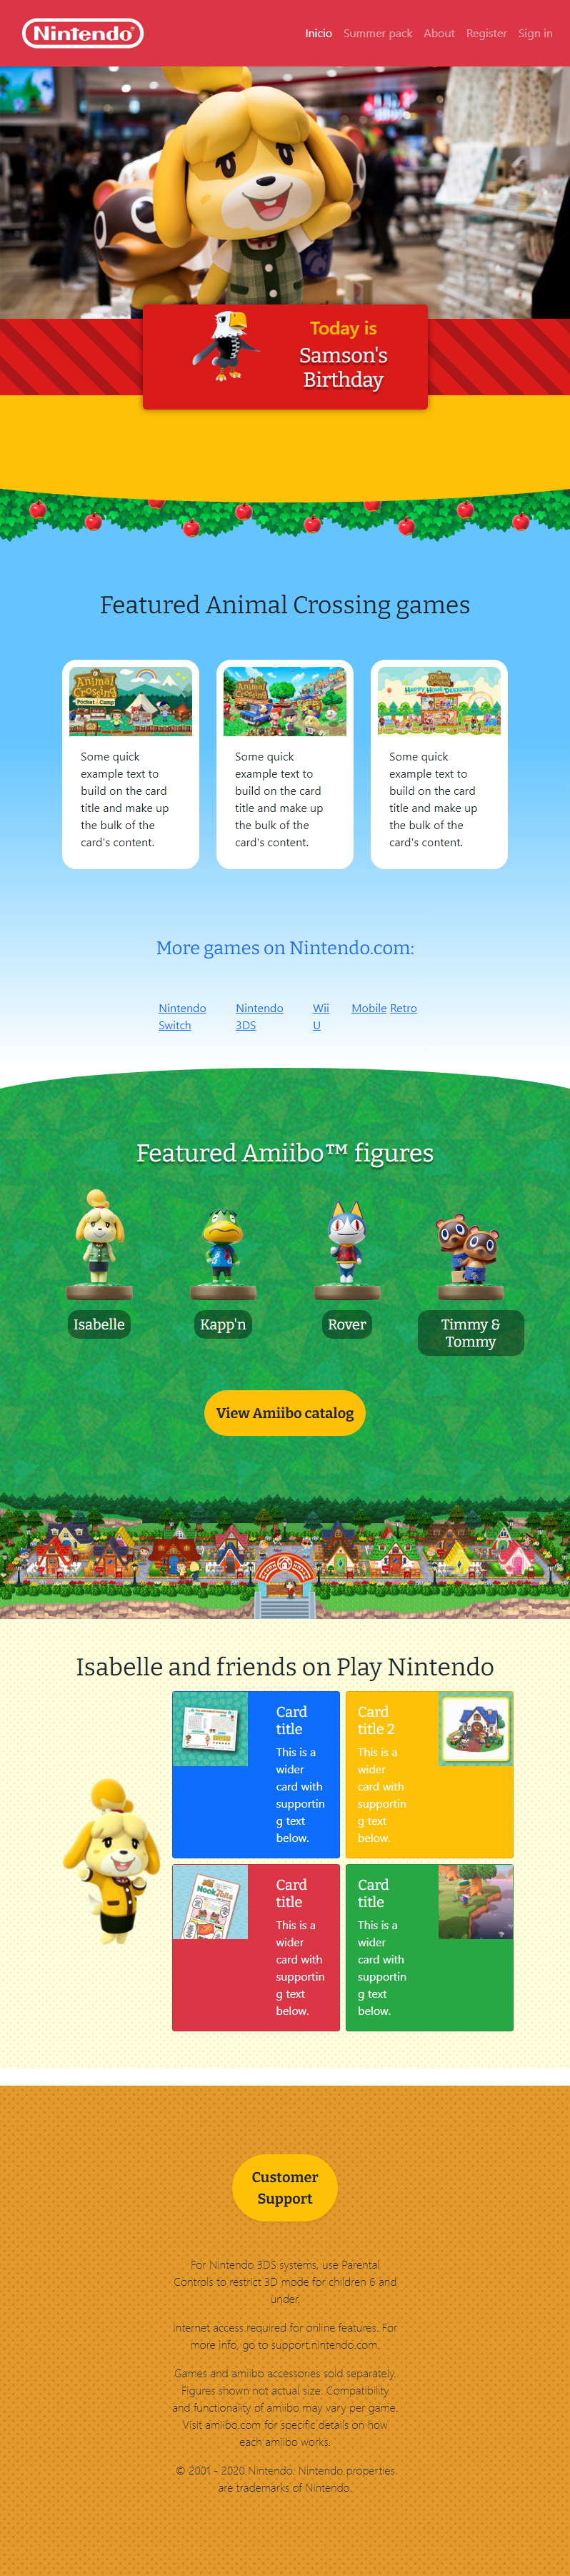 Nintendo®
Inicio Summer pack About Register Sign in
Today is
Samson's
Birthday
Featured Animal Crossing games
Animal
Crossing
Pocket Camp
Some quick
example text to
build on the card
title and make up
the bulk of the
card's content.
Animal
Crossing
Some quick
example text to
build on the card
title and make up
the bulk of the
card's content.
HAPPY HOME DESIGNER
Some quick
example text to
build on the card
title and make up
the bulk of the
card's content.
More games on Nintendo.com:
Nintendo
Switch
Nintendo
3DS
Wii
U
Mobile
Retro
Featured Amiibo™ figures
Isabelle
Kapp'n
Rover
Timmy &
Tommy
View Amiibo catalog
Isabelle and friends on Play Nintendo
Card
title
This is a
wider
card with
supportin
g text
below.
Card
title 2
This is a
wider
card with
supportin
g text
below.
Nook Tails
Card
title
This is a
wider
card with
supportin
g text
below.
Card
title
This is a
wider
card with
supportin
g text
below.
Customer
Support
For Nintendo 3DS systems, use Parental
Controls to restrict 3D mode for children 6 and
under.
Internet access required for online features. For
more info, go to support.nintendo.com.
Games and amiibo accessories sold separately.
Figures shown not actual size. Compatibility
and functionality of amiibo may vary per game.
Visit amiibo.com for specific details on how
each amiibo works.
© 2001 - 2020 Nintendo. Nintendo properties
are trademarks of Nintendo.